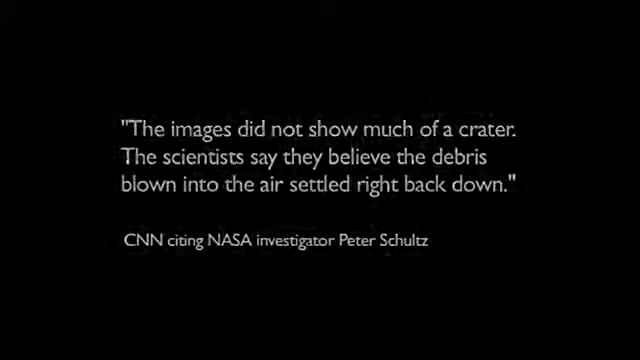 "The images did not show much of a crater.
The scientists say they believe the debris
blown into the air settled right back down."
CNN citing NASA investigator Peter Schultz